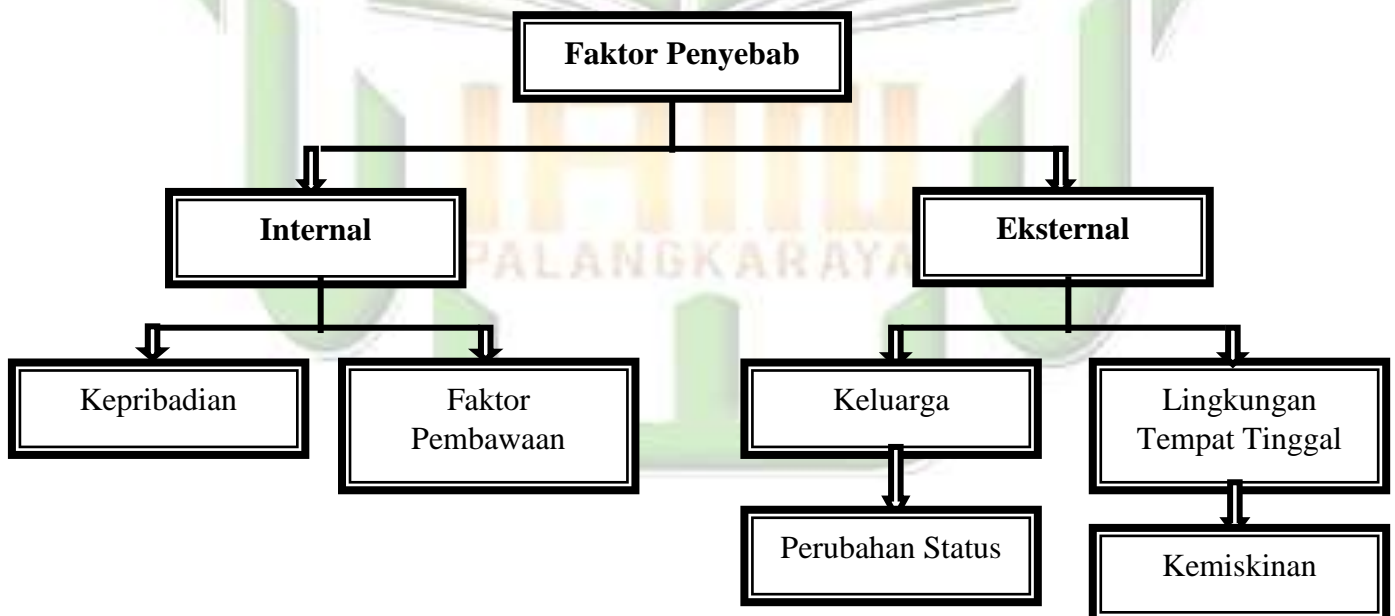 Faktor Penyebab
Internal
Eksternal
PALANGKARAYA
Kepribadian
Faktor
Pembawaan
Keluarga
Lingkungan
Tempat Tinggal
Perubahan Status
Kemiskinan